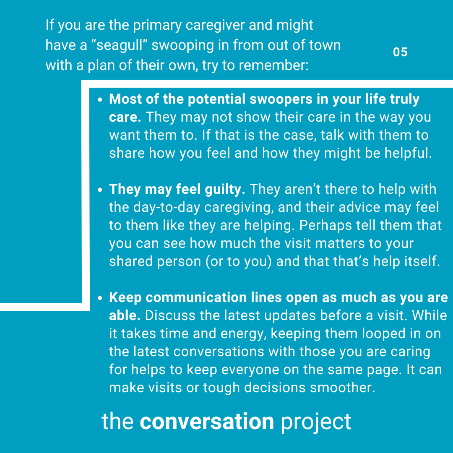 If you are the primary caregiver and might
have a “seagull” swooping in from out of town
with a plan of their own, try to remember:
05
• Most of the potential swoopers in your life truly
care. They may not show their care in the way you
want them to. If that is the case, talk with them to
share how you feel and how they might be helpful.
• They may feel guilty. They aren't there to help with
the day-to-day caregiving, and their advice may feel
to them like they are helping. Perhaps tell them that
you can see how much the visit matters to your
shared person (or to you) and that that's help itself.
• Keep communication lines open as much as you are
able. Discuss the latest updates before a visit. While
it takes time and energy, keeping them looped in on
the latest conversations with those you are caring
for helps to keep everyone on the same page. It can
make visits or tough decisions smoother.
the conversation project